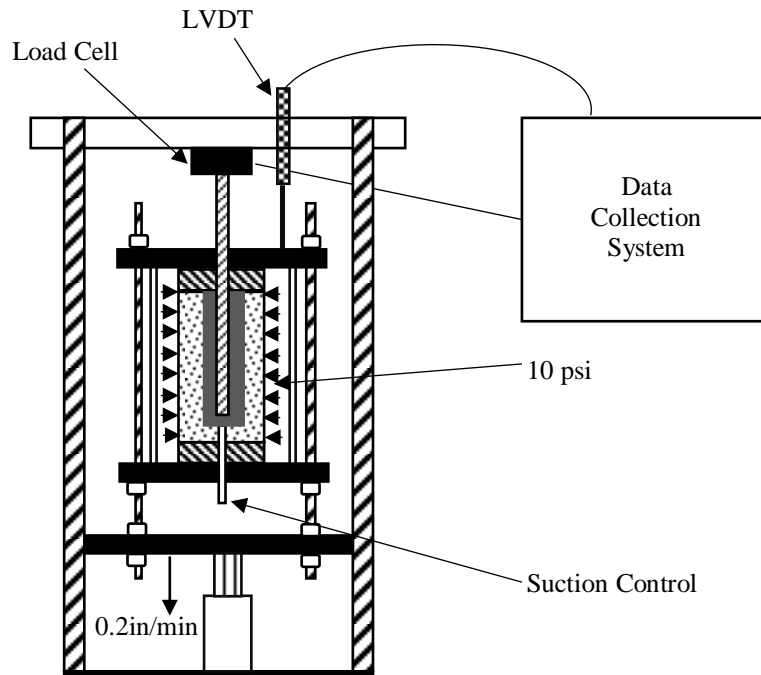 LVDT
Load Cell
Data
Collection
System
10 psi
Suction Control
0.2in/min